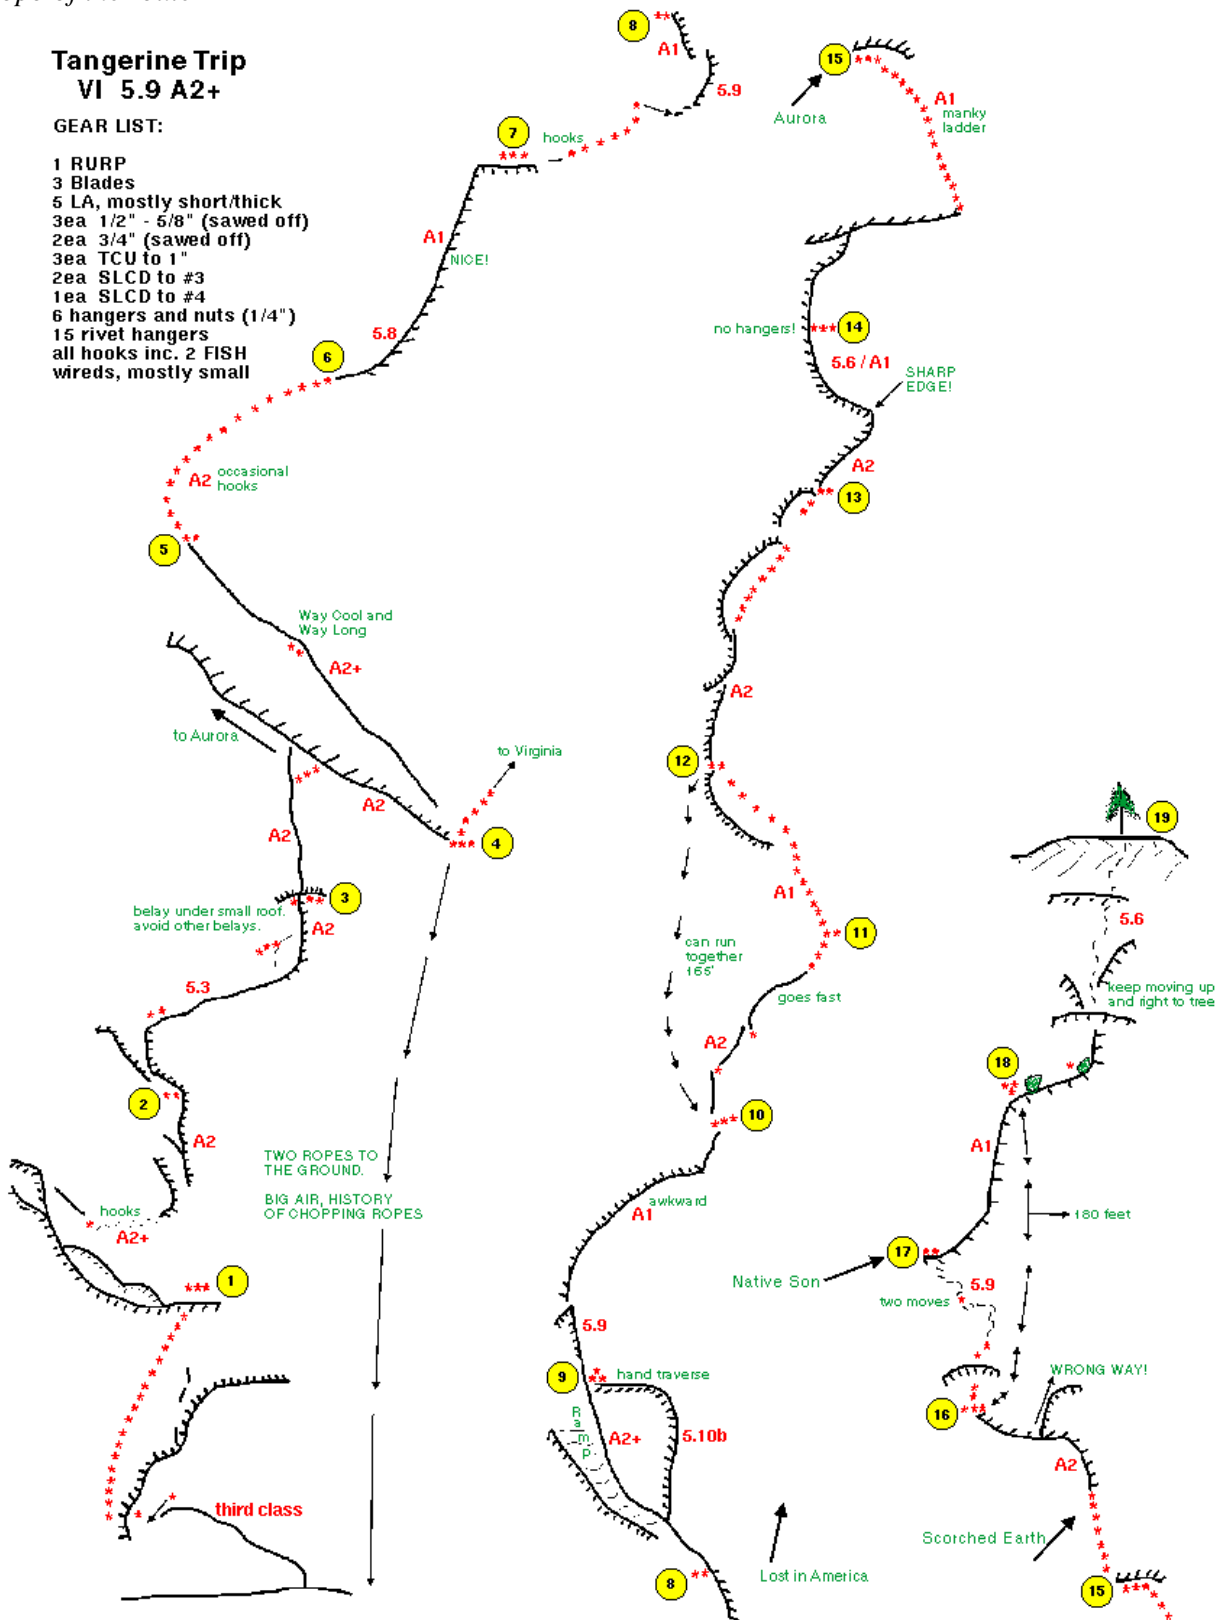 Tangerine Trip
VI 5.9 A2+
GEAR LIST:
1 RURP
3 Blades
5 LA, mostly short/thick
3ea 1/2" - 5/8" (sawed off)
2ea 3/4" (sawed off)
3ea TCU to 1"
2ea SLCD to #3
1ea SLCD to #4
6 hangers and nuts (1/4")
15 rivet hangers
all hooks inc. 2 FISH
wireds, mostly small
8
A1
5.9
7
hooks
A1
NICE!
5.8
6
A2
occasional
hooks
5
Way Cool and
Way Long
A2+
to Aurora
to Virginia
A2
4
A2
3
belay under small roof.
avoid other belays.
A2
5.3
2
A2
hooks
A2+
1
TWO ROPES TO
THE GROUND.
BIG AIR, HISTORY
OF CHOPPING ROPES
third class
15
Aurora
A1
manky
ladder
no hangers!
14
5.6 / A1
SHARP
EDGE!
A2
13
A2
12
A1
11
can run
together
165'
goes fast
A2
10
awkward
A1
5.9
9
hand traverse
Ramp
A2+
5.10b
8
Lost in America
19
5.6
keep moving up
and right to tree
18
A1
180 feet
17
Native Son
5.9
two moves
WRONG WAY!
16
A2
Scorched Earth
15